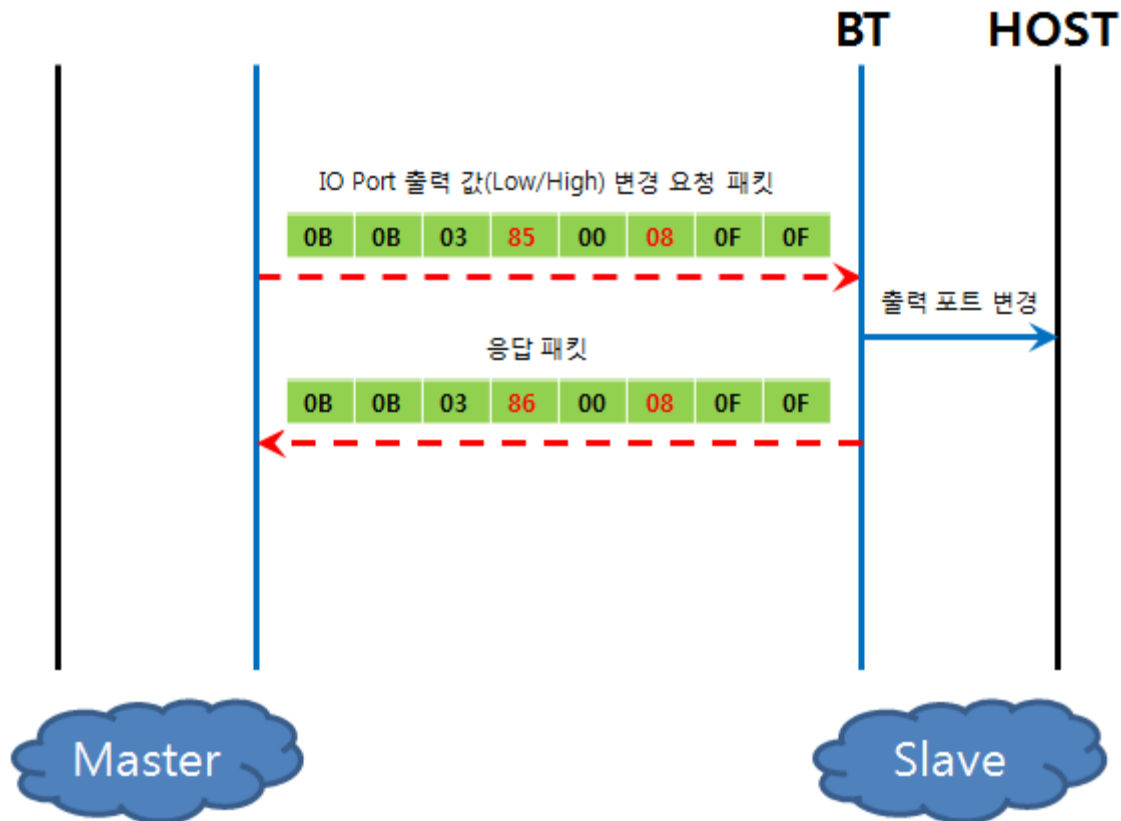 BT HOST
IO Port 출력 값(Low/High) 변경 요청 패킷
0B 0B 03 85 00 08 0F 0F
출력 포트 변경
응답 패킷
0B 0B 03 86 00 08 0F 0F
Master Slave